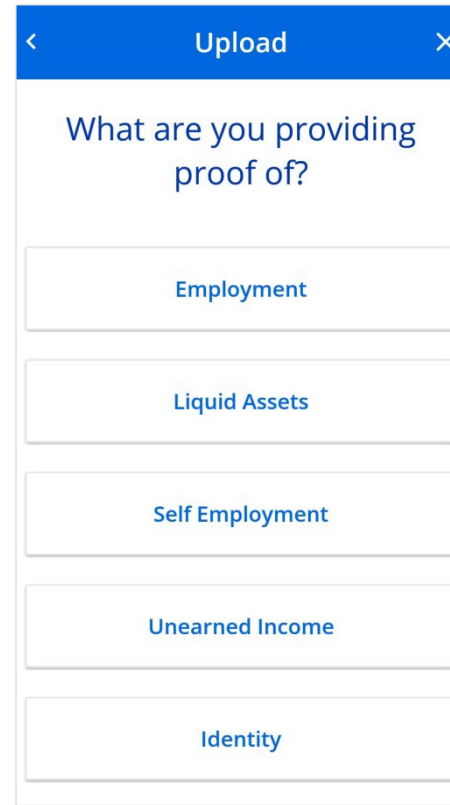 Upload
What are you providing
proof of?
Employment
Liquid Assets
Self Employment
Unearned Income
Identity